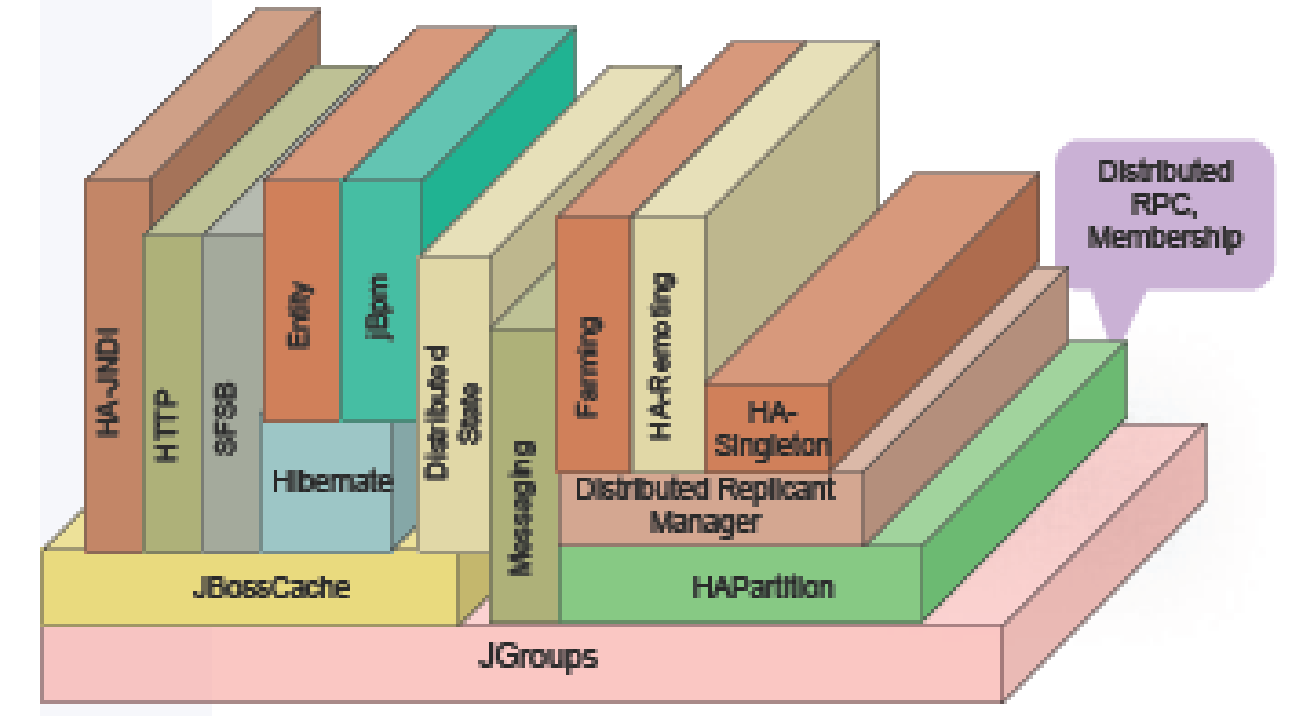 Distributed
RPC,
Membership
HA-JNDI
HTTP
SFSB
Entity
jBpm
Hibernate
Distributed
State
Messaging
Farming
HA-Remoting
HA-
Singleton
Distributed Replicant
Manager
JBossCache
HAPartition
JGroups